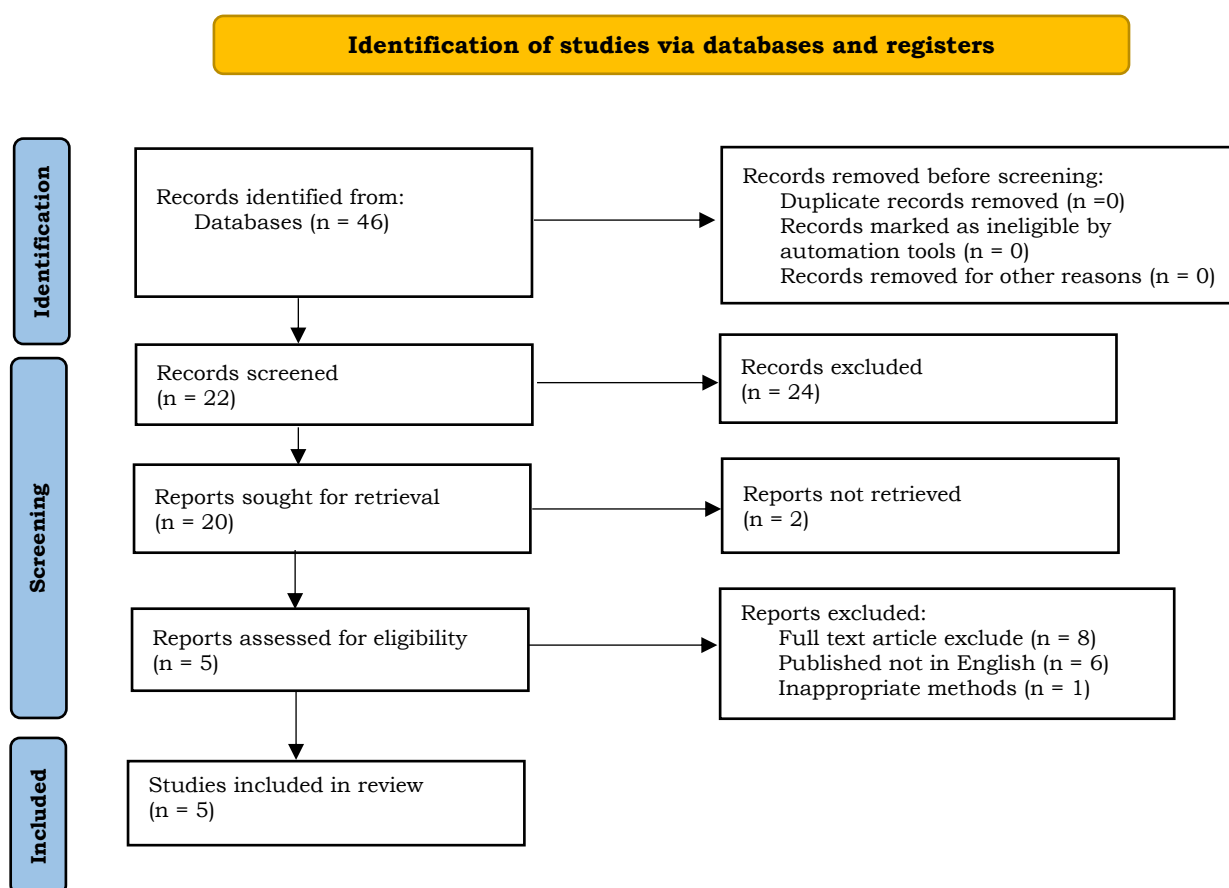 Identification of studies via databases and registers
Identification
Records identified from:
Databases (n = 46)
Records removed before screening:
Duplicate records removed (n =0)
Records marked as ineligible by
automation tools (n = 0)
Records removed for other reasons (n = 0)
Screening
Records screened
(n = 22)
Records excluded
(n = 24)
Reports sought for retrieval
(n = 20)
Reports not retrieved
(n = 2)
Reports assessed for eligibility
(n = 5)
Reports excluded:
Full text article exclude (n = 8)
Published not in English (n = 6)
Inappropriate methods (n = 1)
Included
Studies included in review
(n = 5)